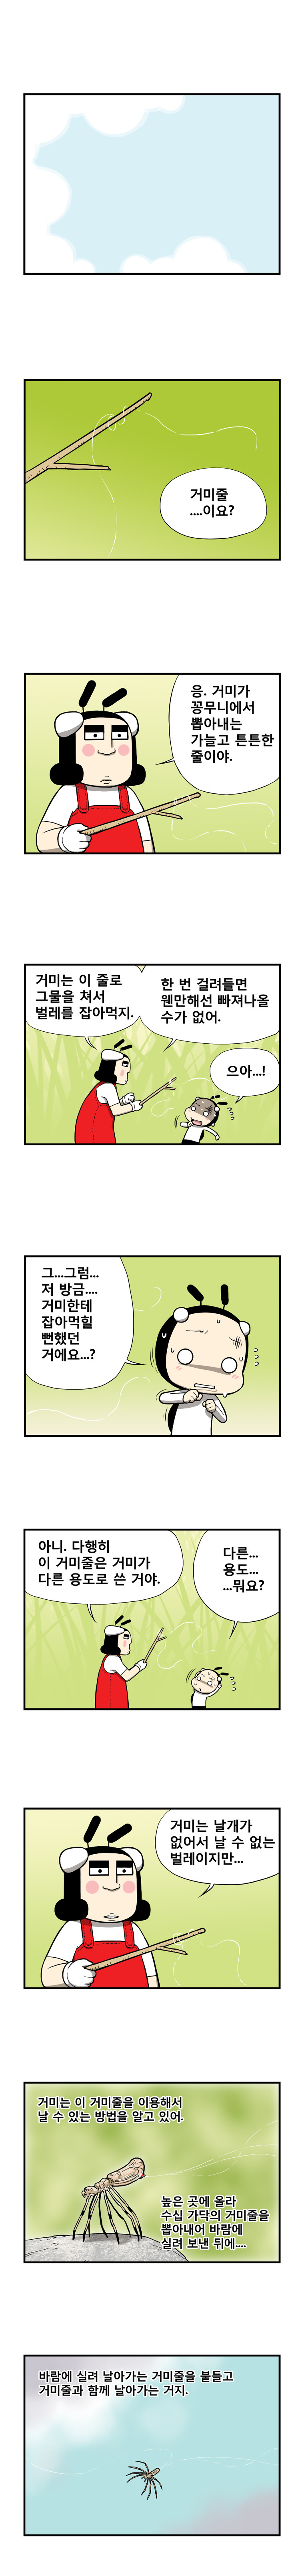 거미줄
....이요?
응. 거미가
꽁무니에서
뽑아내는
가늘고 튼튼한
줄이야.
거미는 이 줄로
그물을 쳐서
벌레를 잡아먹지.
한 번 걸려들면
웬만해선 빠져나올
수가 없어.
으아...!
그...그럼...
저 방금....
거미한테
잡아먹힐
뻔했던
거에요...?
아니. 다행히
이 거미줄은 거미가
다른 용도로 쓴 거야.
다른...
용도...
...뭐요?
거미는 날개가
없어서 날 수 없는
벌레이지만...
거미는 이 거미줄을 이용해서
날 수 있는 방법을 알고 있어.
높은 곳에 올라
수십 가닥의 거미줄을
뽑아내어 바람에
실려 보낸 뒤에....
바람에 실려 날아가는 거미줄을 붙들고
거미줄과 함께 날아가는 거지.